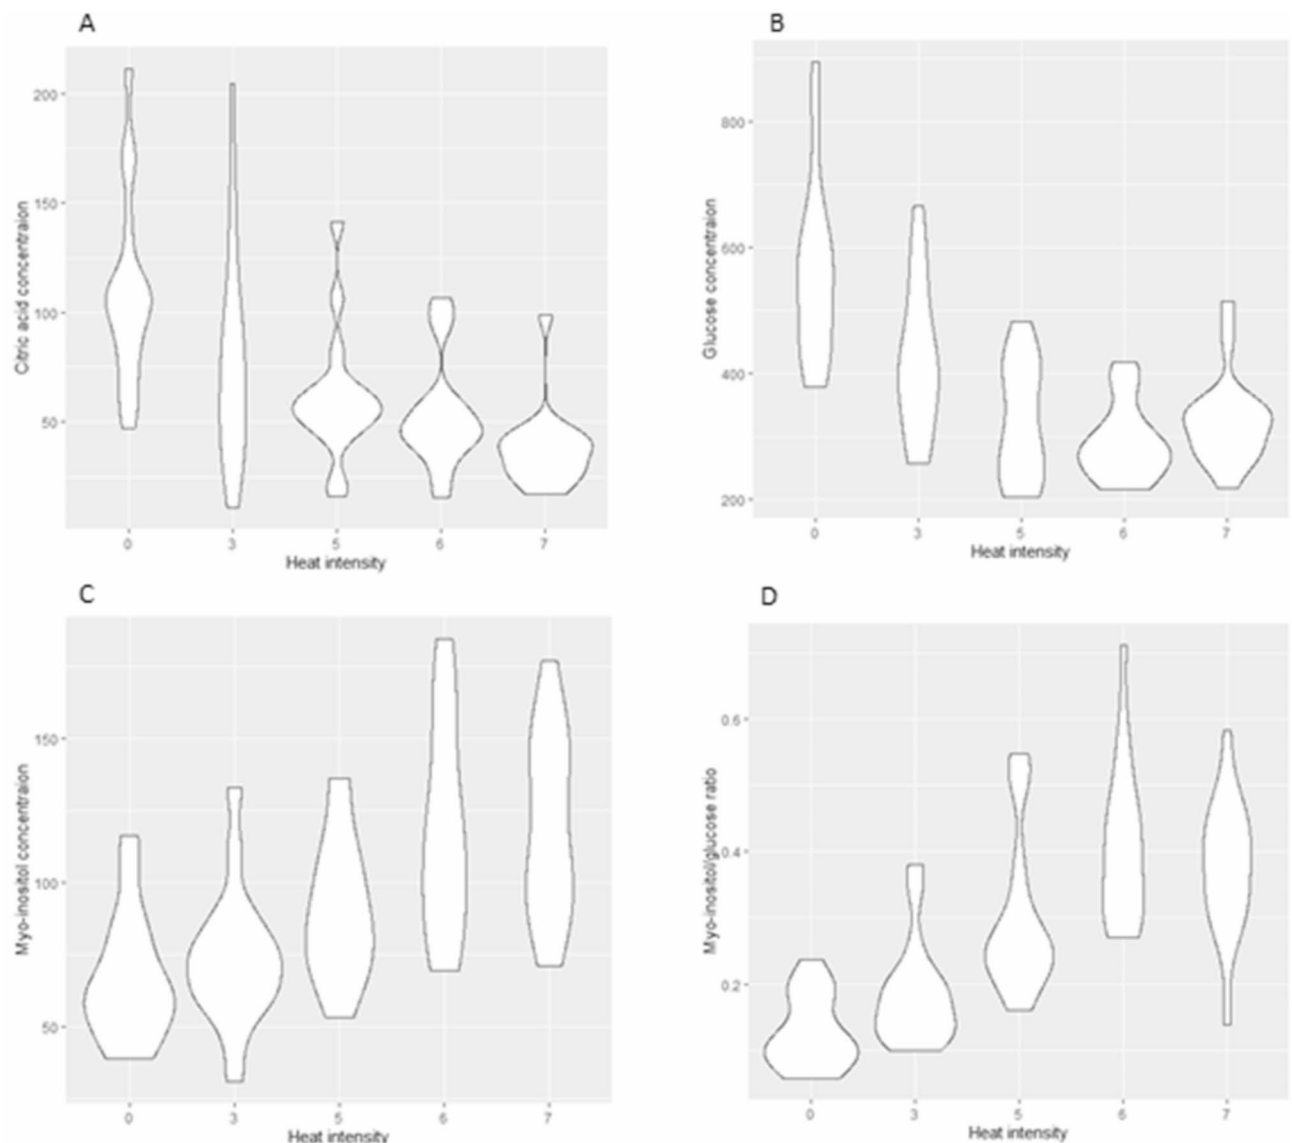 A
200
150
100
50
Citric acid concentraion
0 3 5 6 7
Heat intensity
B
800
600
400
200
Glucose concentraion
0 3 5 6 7
Heat intensity
C
150
100
50
Myo-inositol concentraion
0 3 5 6 7
Heat intensity
D
0.6
0.4
0.2
Myo-inositol/glucose ratio
0 3 5 6 7
Heat intensity